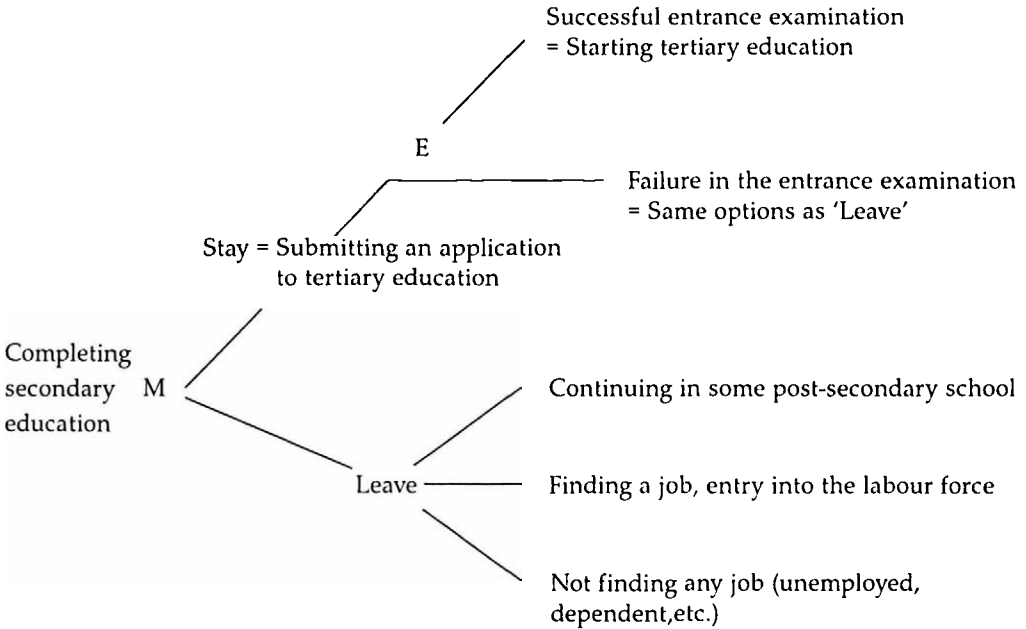 Successful entrance examination
= Starting tertiary education
E
Failure in the entrance examination
= Same options as 'Leave'
Stay = Submitting an application
to tertiary education
Completing
secondary M
education
Continuing in some post-secondary school
Leave
Finding a job, entry into the labour force
Not finding any job (unemployed,
dependent,etc.)